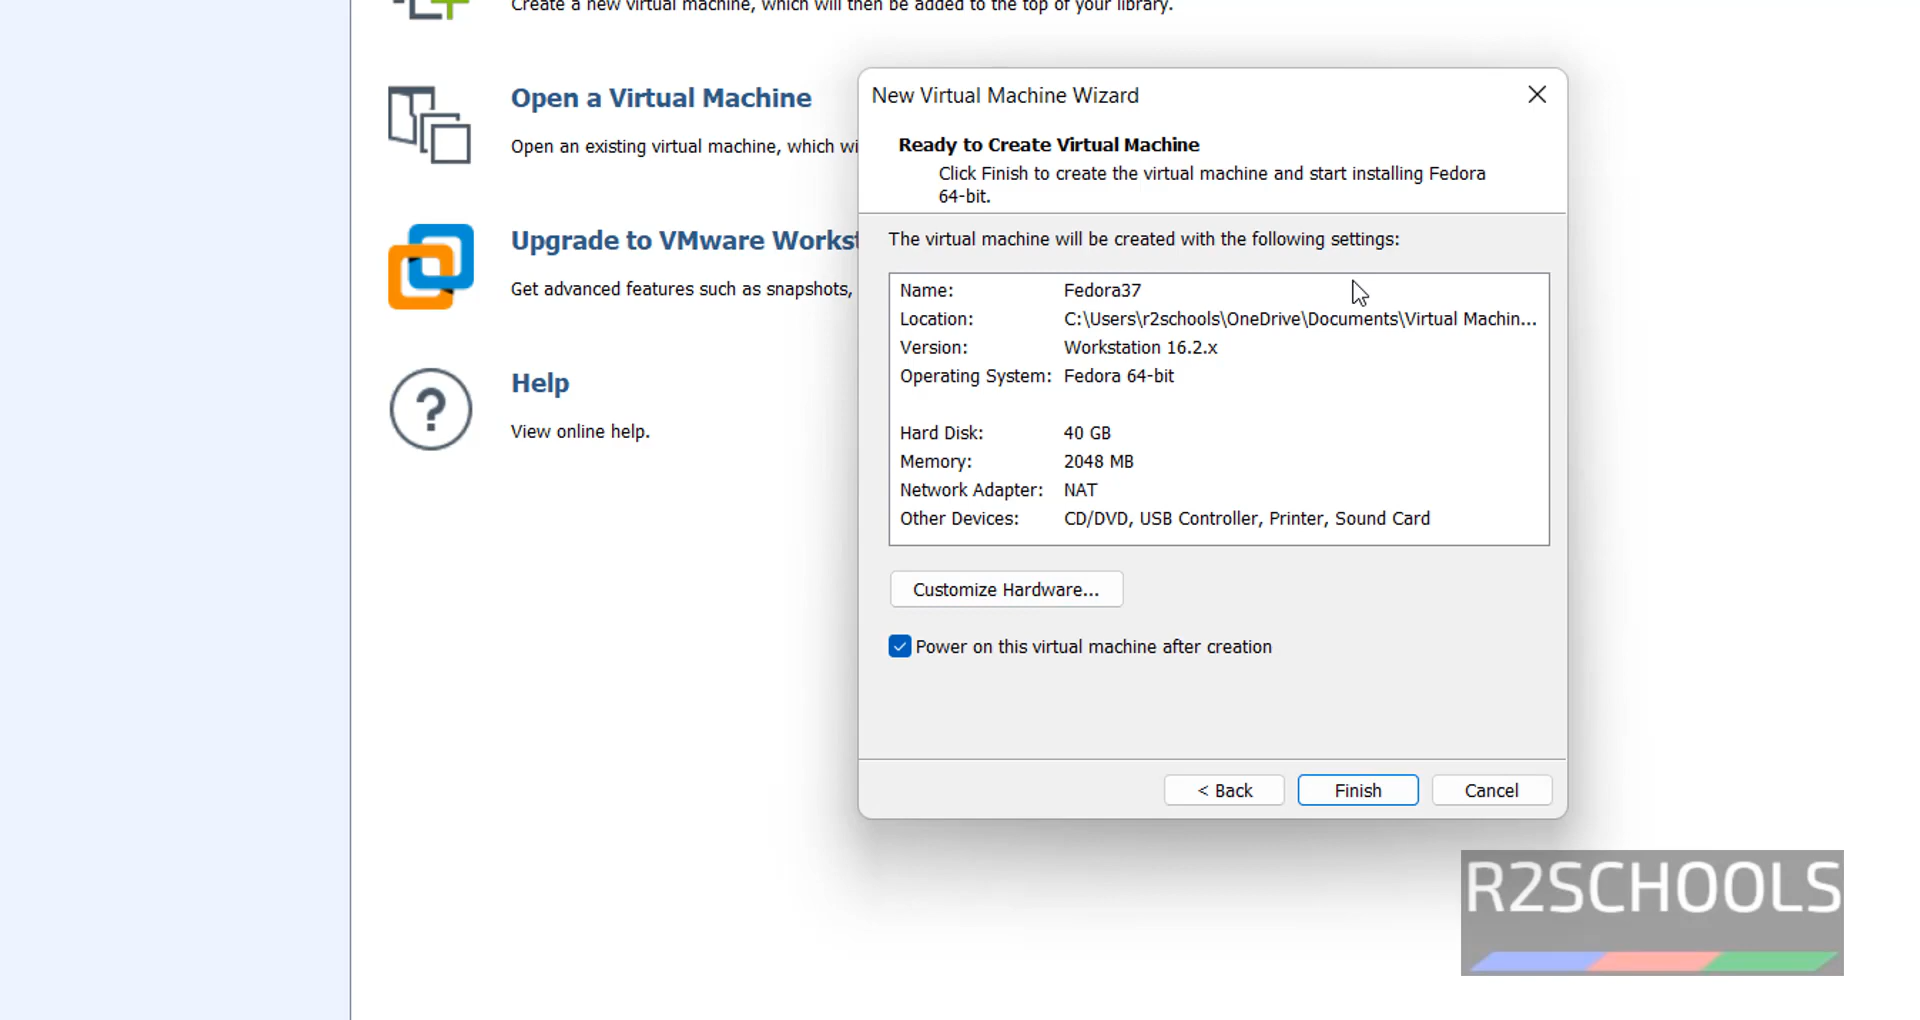 Create a new virtual machine, which will then be added to the top of your library.
Open a Virtual Machine
Open an existing virtual machine, which wi
Upgrade to VMware Workst
Get advanced features such as snapshots,
Help
View online help.
New Virtual Machine Wizard
Ready to Create Virtual Machine
Click Finish to create the virtual machine and start installing Fedora
64-bit.
The virtual machine will be created with the following settings:
Name: Fedora37
Location: C:\Users\r2schools\OneDrive\Documents\Virtual Machin...
Version: Workstation 16.2.x
Operating System: Fedora 64-bit
Hard Disk: 40 GB
Memory: 2048 MB
Network Adapter: NAT
Other Devices: CD/DVD, USB Controller, Printer, Sound Card
Customize Hardware...
Power on this virtual machine after creation
< Back Finish Cancel
R2SCHOOLS